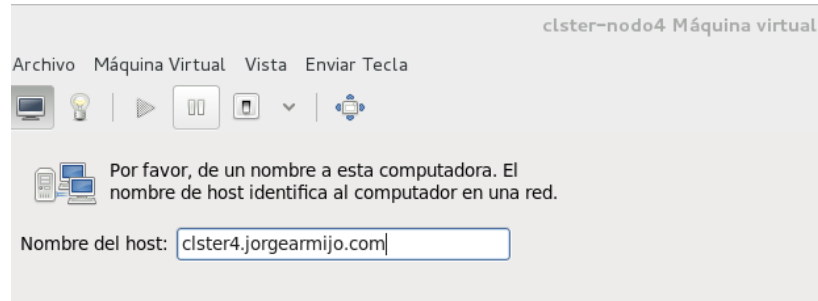 clster-nodo4 Máquina virtual
Archivo Máquina Virtual Vista Enviar Tecla
Por favor, de un nombre a esta computadora. El
nombre de host identifica al computador en una red.
Nombre del host: clster4.jorgearmijo.com